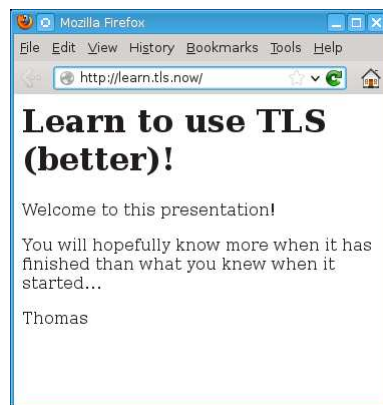 Mozilla Firefox
File Edit View History Bookmarks Tools Help
http://learn.tls.now/
Learn to use TLS
(better)!
Welcome to this presentation!
You will hopefully know more when it has
finished than what you knew when it
started...
Thomas